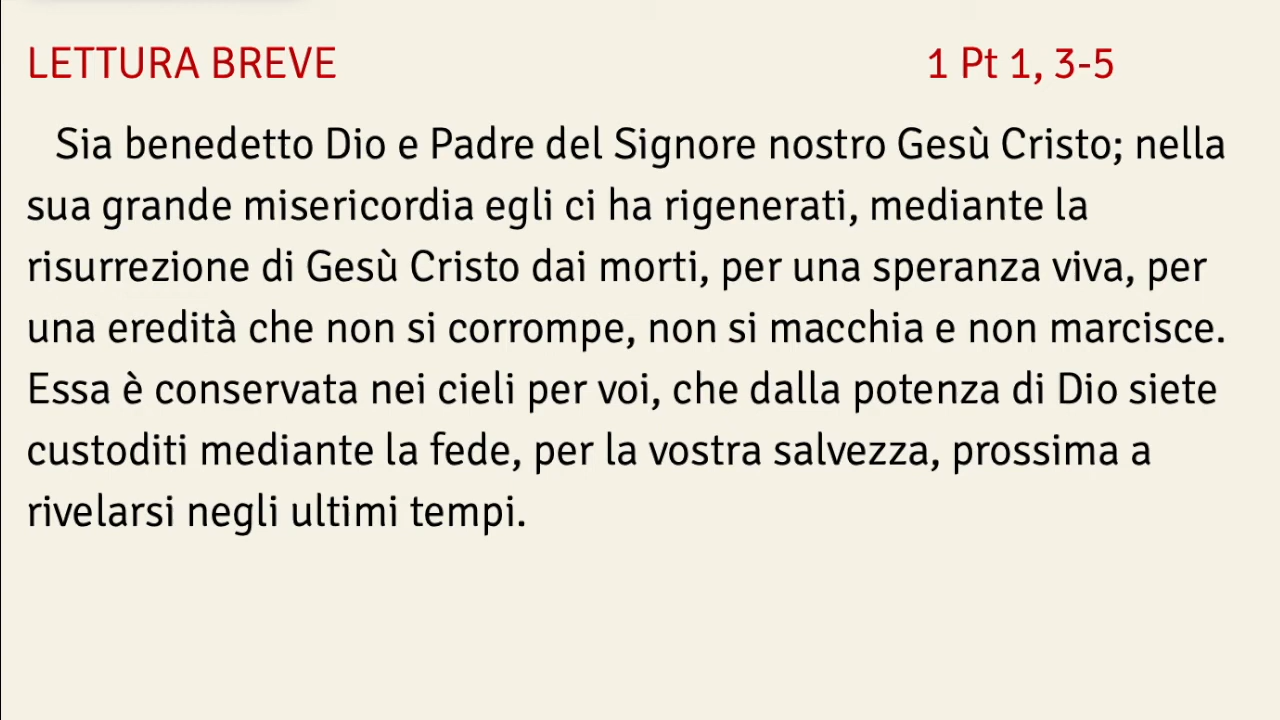 LETTURA BREVE 1 Pt 1, 3-5
Sia benedetto Dio e Padre del Signore nostro Gesù Cristo; nella
sua grande misericordia egli ci ha rigenerati, mediante la
risurrezione di Gesù Cristo dai morti, per una speranza viva, per
una eredità che non si corrompe, non si macchia e non marcisce.
Essa è conservata nei cieli per voi, che dalla potenza di Dio siete
custoditi mediante la fede, per la vostra salvezza, prossima a
rivelarsi negli ultimi tempi.